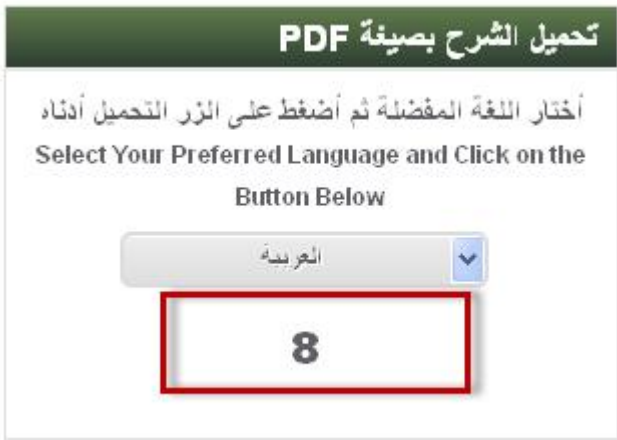 تحميل الشرح بصيغة PDF
أختار اللغة المفضلة ثم أضغط على الزر التحميل أدناه
Select Your Preferred Language and Click on the
Button Below
العربية
8